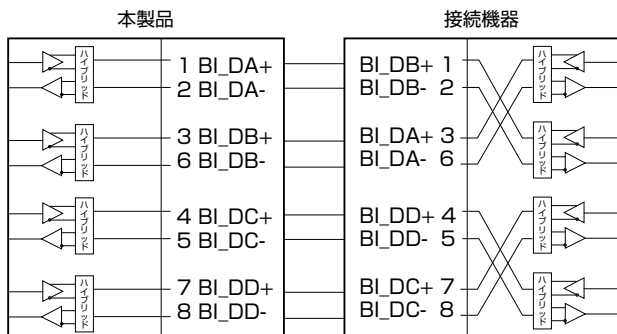 本製品
接続機器
ハイブリッド
1 BI_DA+
2 BI_DA-
ハイブリッド
3 BI_DB+
6 BI_DB-
ハイブリッド
4 BI_DC+
5 BI_DC-
ハイブリッド
7 BI_DD+
8 BI_DD-
BI_DB+ 1
BI_DB- 2
ハイブリッド
BI_DA+ 3
BI_DA- 6
ハイブリッド
BI_DD+ 4
BI_DD- 5
ハイブリッド
BI_DC+ 7
BI_DC- 8
ハイブリッド